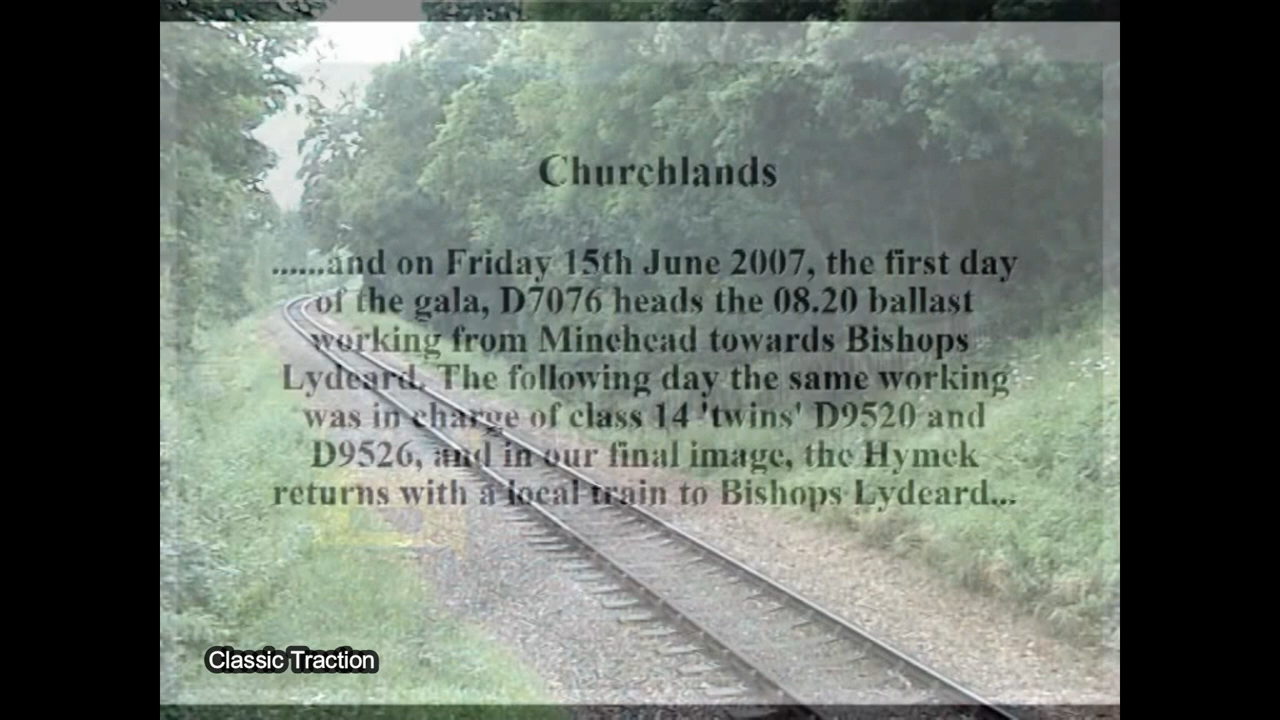 Churchlands
......and on Friday 15th June 2007, the first day
of the gala, D7076 heads the 08.20 ballast
working from Minehead towards Bishops
Lydeard. The following day the same working
was in charge of class 14 'twins' D9520 and
D9526, and in our final image, the Hymek
returns with a local train to Bishops Lydeard...
Classic Traction